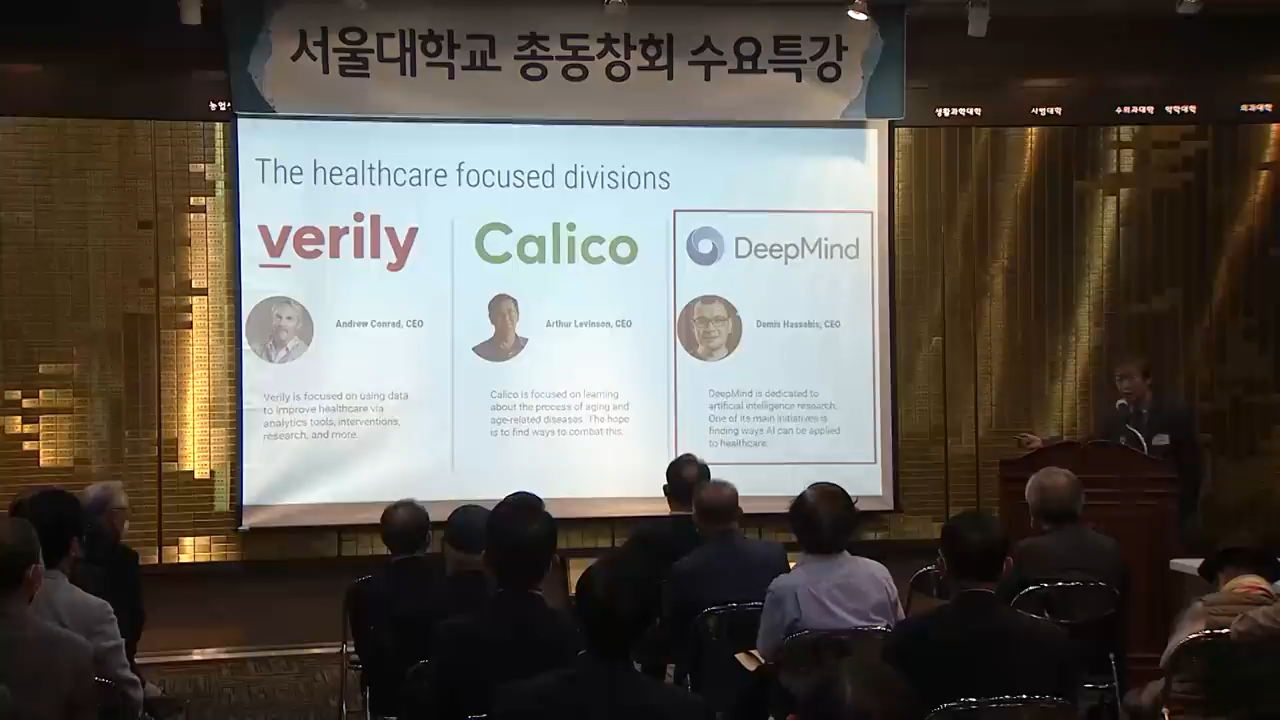 서울대학교 총동창회 수요특강
생활과학대학
사범대학
수의과대학
약학대학
The healthcare focused divisions
verily
Andrew Conrad, CEO
Verily is focused on using data
to improve healthcare via
analytics tools, interventions,
research, and more.
Calico
Arthur Levinson, CEO
Calico is focused on learning
about the process of aging and
age-related diseases. The hope
is to find ways to combat this.
DeepMind
Demis Hassabis, CEO
DeepMind is dedicated to
artificial intelligence research.
One of its main initiatives is
finding ways AI can be applied
to healthcare.